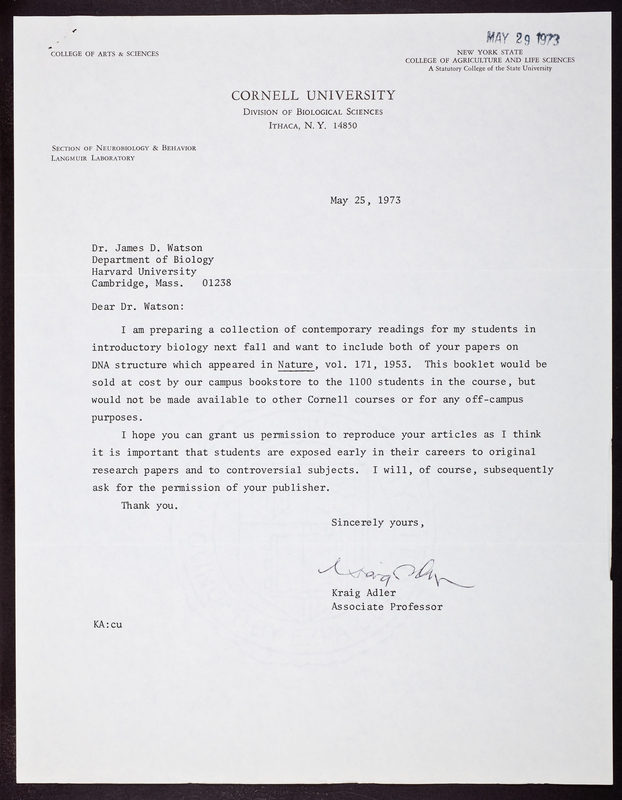 MAY 29 1973
COLLEGE OF ARTS & SCIENCES
NEW YORK STATE
COLLEGE OF AGRICULTURE AND LIFE SCIENCES
A Statutory College of the State University
CORNELL UNIVERSITY
DIVISION OF BIOLOGICAL SCIENCES
ITHACA, N. Y. 14850
SECTION OF NEUROBIOLOGY & BEHAVIOR
LANGMUIR LABORATORY
May 25, 1973
Dr. James D. Watson
Department of Biology
Harvard University
Cambridge, Mass. 01238
Dear Dr. Watson:
I am preparing a collection of contemporary readings for my students in
introductory biology next fall and want to include both of your papers on
DNA structure which appeared in Nature, vol. 171, 1953. This booklet would be
sold at cost by our campus bookstore to the 1100 students in the course, but
would not be made available to other Cornell courses or for any off-campus
purposes.
I hope you can grant us permission to reproduce your articles as I think
it is important that students are exposed early in their careers to original
research papers and to controversial subjects. I will, of course, subsequently
ask for the permission of your publisher.
Thank you.
Sincerely yours,
Kraig Adler
Kraig Adler
Associate Professor
KA:cu